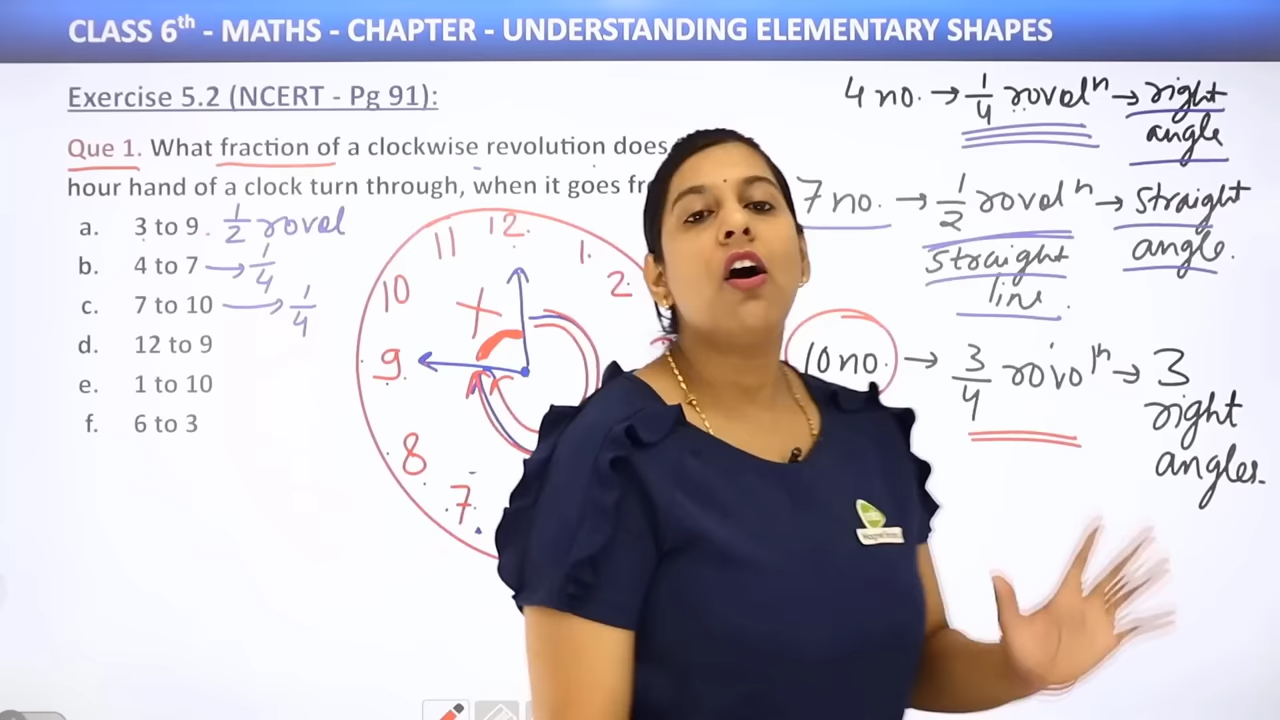 CLASS 6th - MATHS - CHAPTER - UNDERSTANDING ELEMENTARY SHAPES
Exercise 5.2 (NCERT - Pg 91):
Que 1. What fraction of a clockwise revolution does
hour hand of a clock turn through, when it goes fr
a. 3 to 9. 1/2 rovol
b. 4 to 7 → 1/4
c. 7 to 10 → 1/4
d. 12 to 9
e. 1 to 10
f. 6 to 3
12
11
1
10
2
9
8
7
4 no. → 1/4 rovolⁿ → right
angle
7 no. → 1/2 rovolⁿ → straight
angle.
straight
line.
10 no. → 3/4 rovoᵗʰ → 3
right
angles.